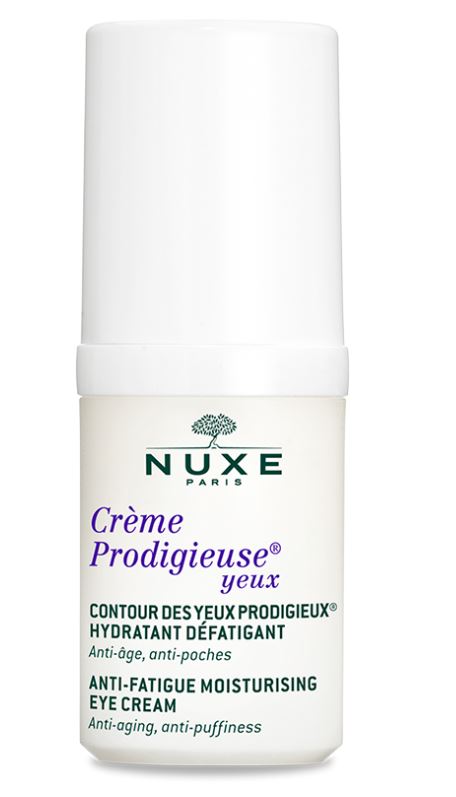 NUXE
PARIS
Crème
Prodigieuse®
yeux
CONTOUR DES YEUX PRODIGIEUX®
HYDRATANT DÉFATIGANT
Anti-âge, anti-poches
ANTI-FATIGUE MOISTURISING
EYE CREAM
Anti-aging, anti-puffiness